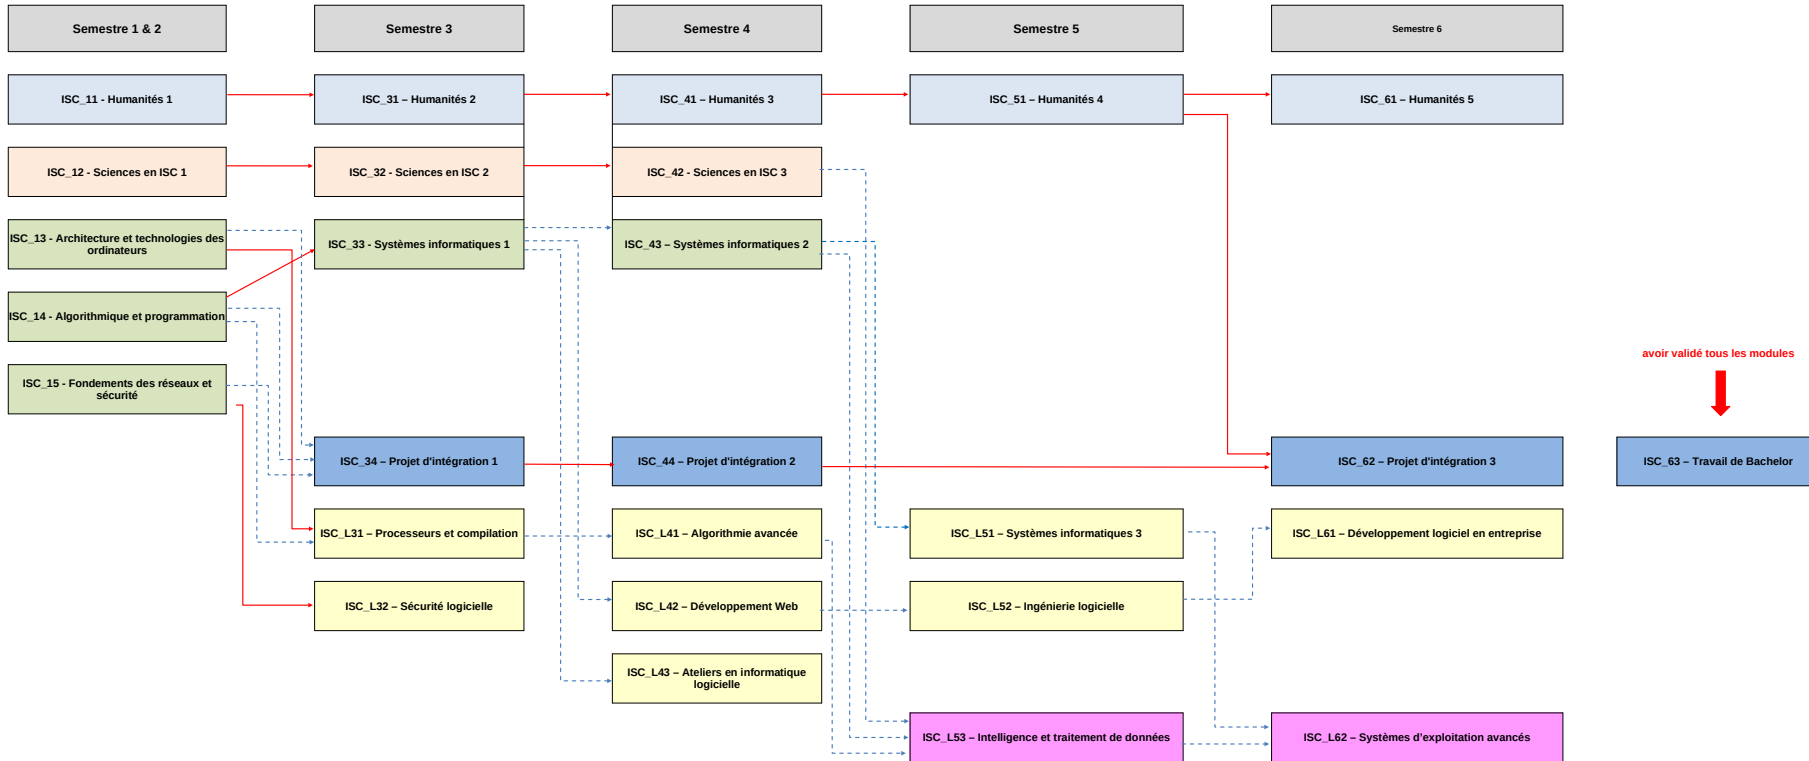 Semestre 1 & 2
Semestre 3
Semestre 4
Semestre 5
Semestre 6
ISC_11 - Humanités 1
ISC_31 – Humanités 2
ISC_41 – Humanités 3
ISC_51 – Humanités 4
ISC_61 – Humanités 5
ISC_12 - Sciences en ISC 1
ISC_32 - Sciences en ISC 2
ISC_42 - Sciences en ISC 3
ISC_13 - Architecture et technologies des
ordinateurs
ISC_33 - Systèmes informatiques 1
ISC_43 – Systèmes informatiques 2
ISC_14 - Algorithmique et programmation
ISC_15 - Fondements des réseaux et
sécurité
avoir validé tous les modules
ISC_34 – Projet d'intégration 1
ISC_44 – Projet d'intégration 2
ISC_62 – Projet d'intégration 3
ISC_63 – Travail de Bachelor
ISC_L31 – Processeurs et compilation
ISC_L41 – Algorithmie avancée
ISC_L51 – Systèmes informatiques 3
ISC_L61 – Développement logiciel en entreprise
ISC_L32 – Sécurité logicielle
ISC_L42 – Développement Web
ISC_L52 – Ingénierie logicielle
ISC_L43 – Ateliers en informatique
logicielle
ISC_L53 – Intelligence et traitement de données
ISC_L62 – Systèmes d’exploitation avancés